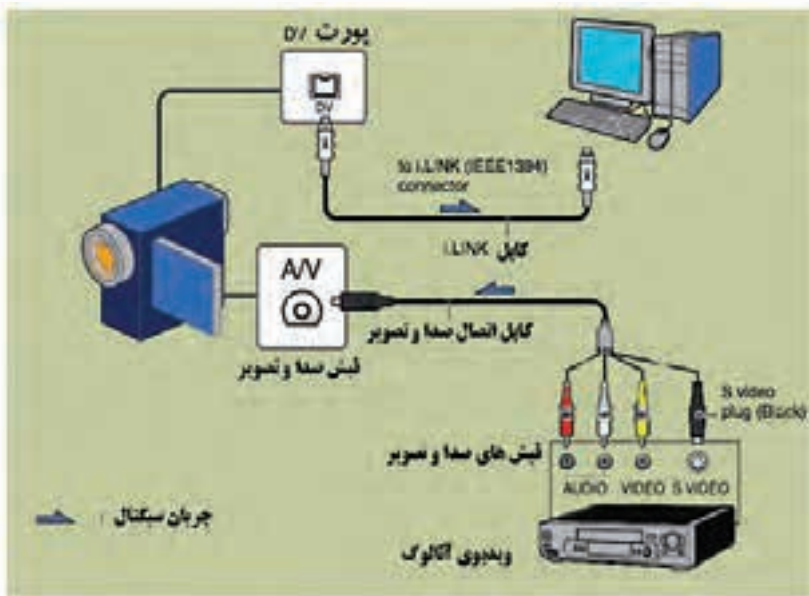 پورت DV
DV
to i.LINK (IEEE1394)
connector
کابل i.LINK
A/V
کابل اتصال صدا و تصویر
فیش صدا و تصویر
S video
plug (Black)
فیش های صدا و تصویر
AUDIO VIDEO S VIDEO
جریان سیگنال :
ویدیوی آنالوگ